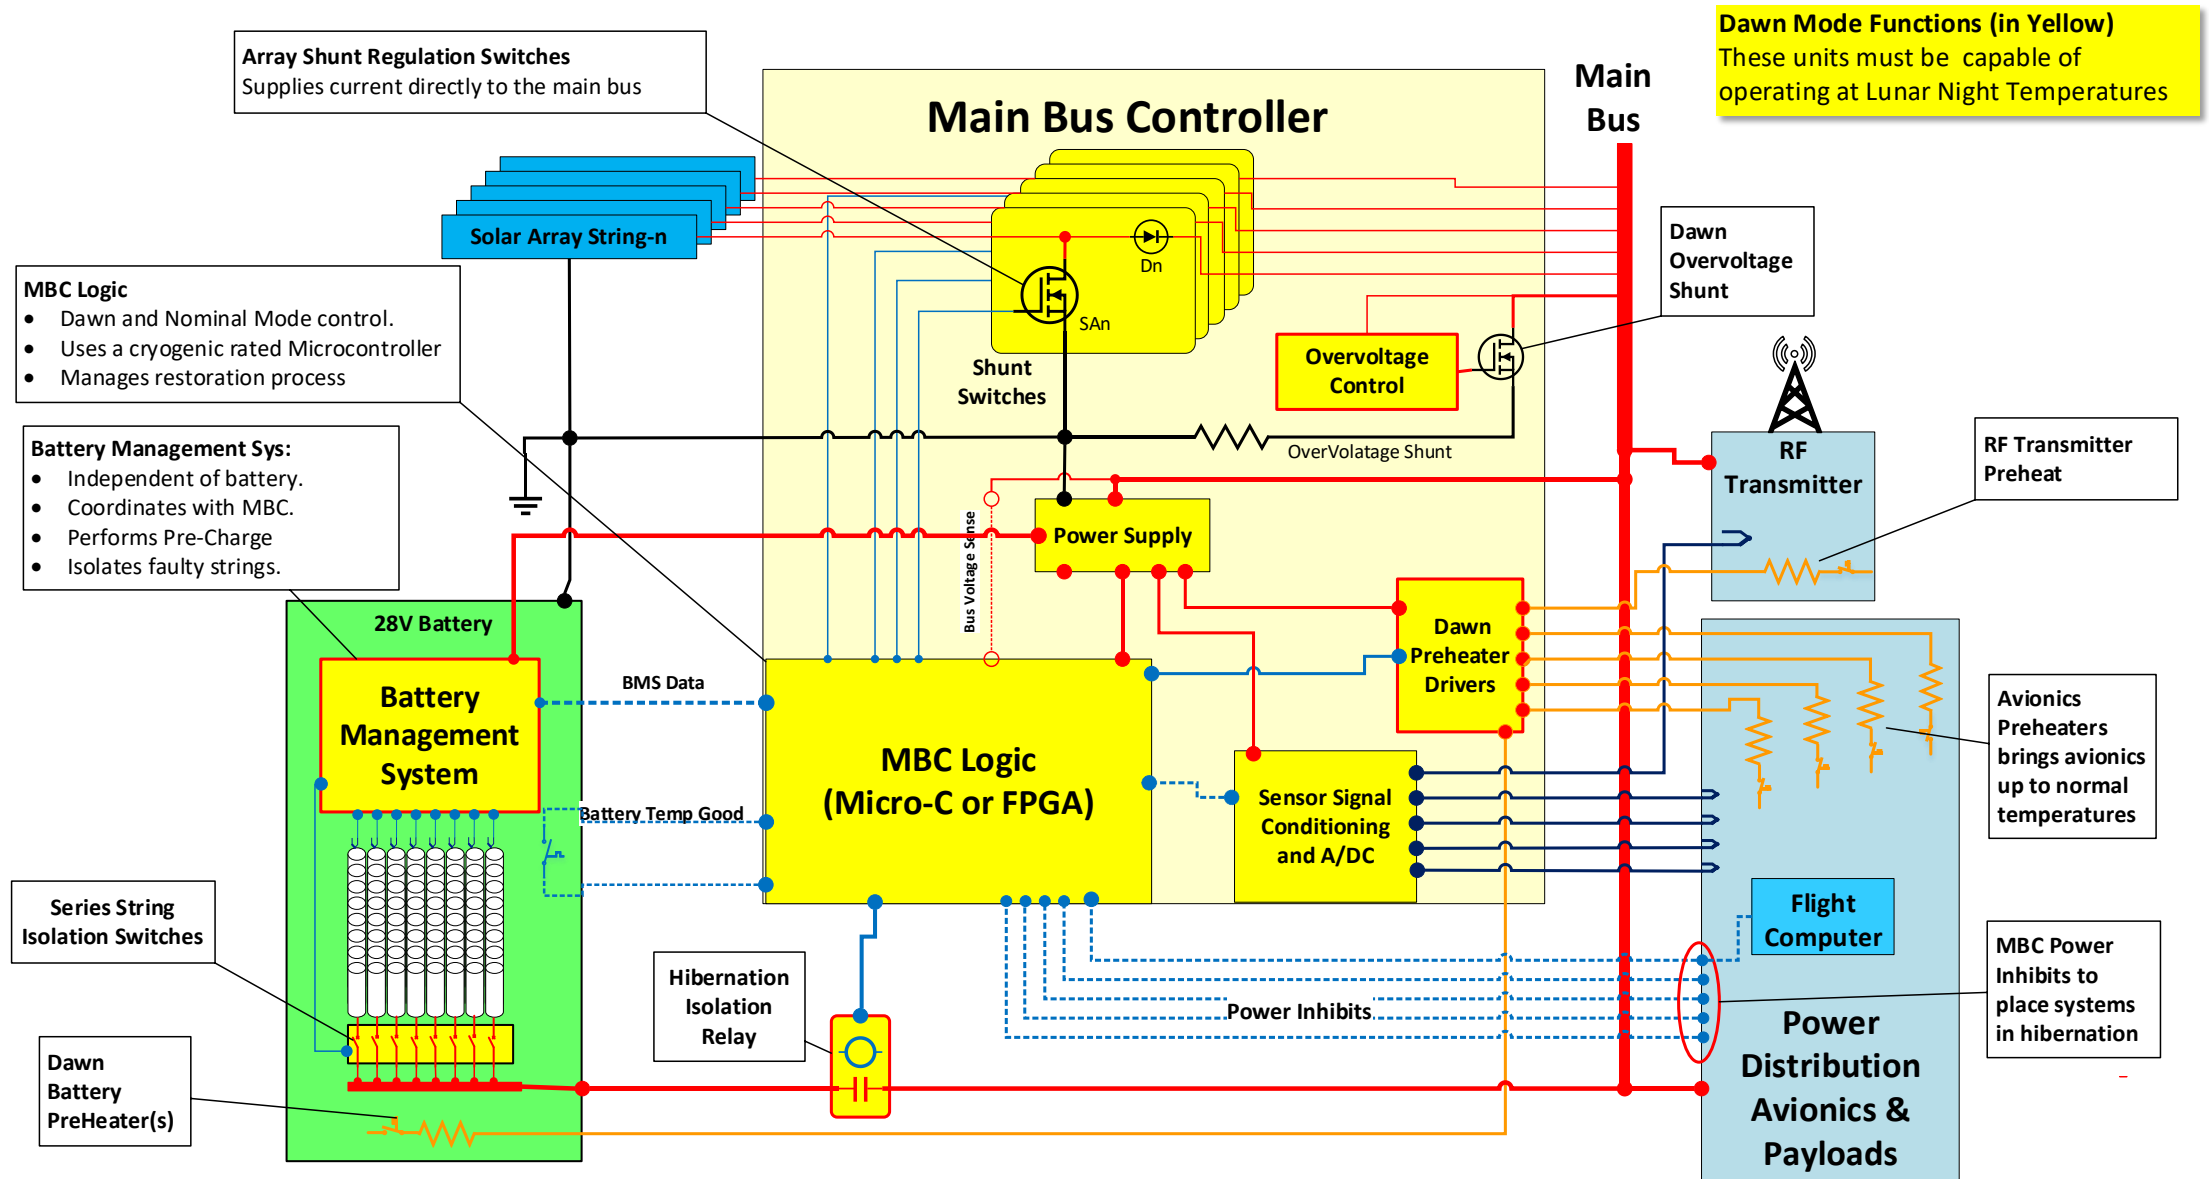 Array Shunt Regulation Switches
Supplies current directly to the main bus
Main Bus Controller
Main
Bus
Dawn Mode Functions (in Yellow)
These units must be capable of
operating at Lunar Night Temperatures
Solar Array String-n
Dn
SAn
Shunt
Switches
Dawn
Overvoltage
Shunt
Overvoltage
Control
OverVolatage Shunt
MBC Logic
• Dawn and Nominal Mode control.
• Uses a cryogenic rated Microcontroller
• Manages restoration process
Battery Management Sys:
• Independent of battery.
• Coordinates with MBC.
• Performs Pre-Charge
• Isolates faulty strings.
RF
Transmitter
RF Transmitter
Preheat
Bus Voltage Sense
Power Supply
28V Battery
Battery
Management
System
BMS Data
Battery Temp Good
MBC Logic
(Micro-C or FPGA)
Dawn
Preheater
Drivers
Sensor Signal
Conditioning
and A/DC
Avionics
Preheaters
brings avionics
up to normal
temperatures
Flight
Computer
Series String
Isolation Switches
Hibernation
Isolation
Relay
Power Inhibits
MBC Power
Inhibits to
place systems
in hibernation
Dawn
Battery
PreHeater(s)
Power
Distribution
Avionics &
Payloads